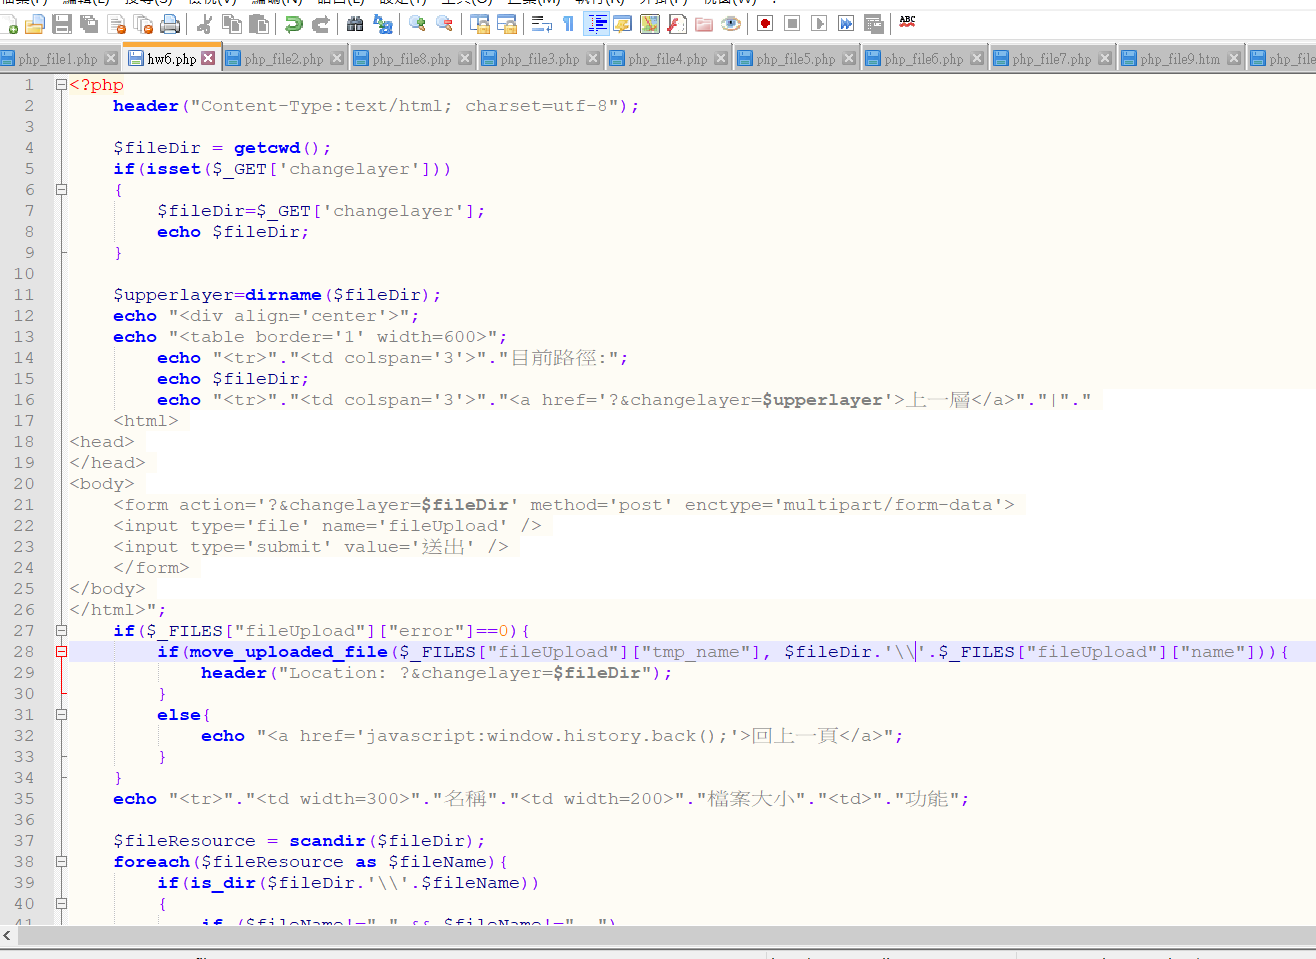 php_file1.php hw6.php php_file2.php php_file8.php php_file3.php php_file4.php php_file5.php php_file6.php php_file7.php php_file9.htm php_file
1 <?php
2 header("Content-Type:text/html; charset=utf-8");
3
4 $fileDir = getcwd();
5 if(isset($_GET['changelayer']))
6 {
7 $fileDir=$_GET['changelayer'];
8 echo $fileDir;
9 }
10
11 $upperlayer=dirname($fileDir);
12 echo "<div align='center'>";
13 echo "<table border='1' width=600>";
14 echo "<tr>"."<td colspan='3'>"."目前路徑:";
15 echo $fileDir;
16 echo "<tr>"."<td colspan='3'>"."<a href='?&changelayer=$upperlayer'>上一層</a>"."|"."
17 <html>
18 <head>
19 </head>
20 <body>
21 <form action='?&changelayer=$fileDir' method='post' enctype='multipart/form-data'>
22 <input type='file' name='fileUpload' />
23 <input type='submit' value='送出' />
24 </form>
25 </body>
26 </html>";
27 if($_FILES["fileUpload"]["error"]==0){
28 if(move_uploaded_file($_FILES["fileUpload"]["tmp_name"], $fileDir.'\\'.$_FILES["fileUpload"]["name"])){
29 header("Location: ?&changelayer=$fileDir");
30 }
31 else{
32 echo "<a href='javascript:window.history.back();'>回上一頁</a>";
33 }
34 }
35 echo "<tr>"."<td width=300>"."名稱"."<td width=200>"."檔案大小"."<td>"."功能";
36
37 $fileResource = scandir($fileDir);
38 foreach($fileResource as $fileName){
39 if(is_dir($fileDir.'\\'.$fileName))
40 {